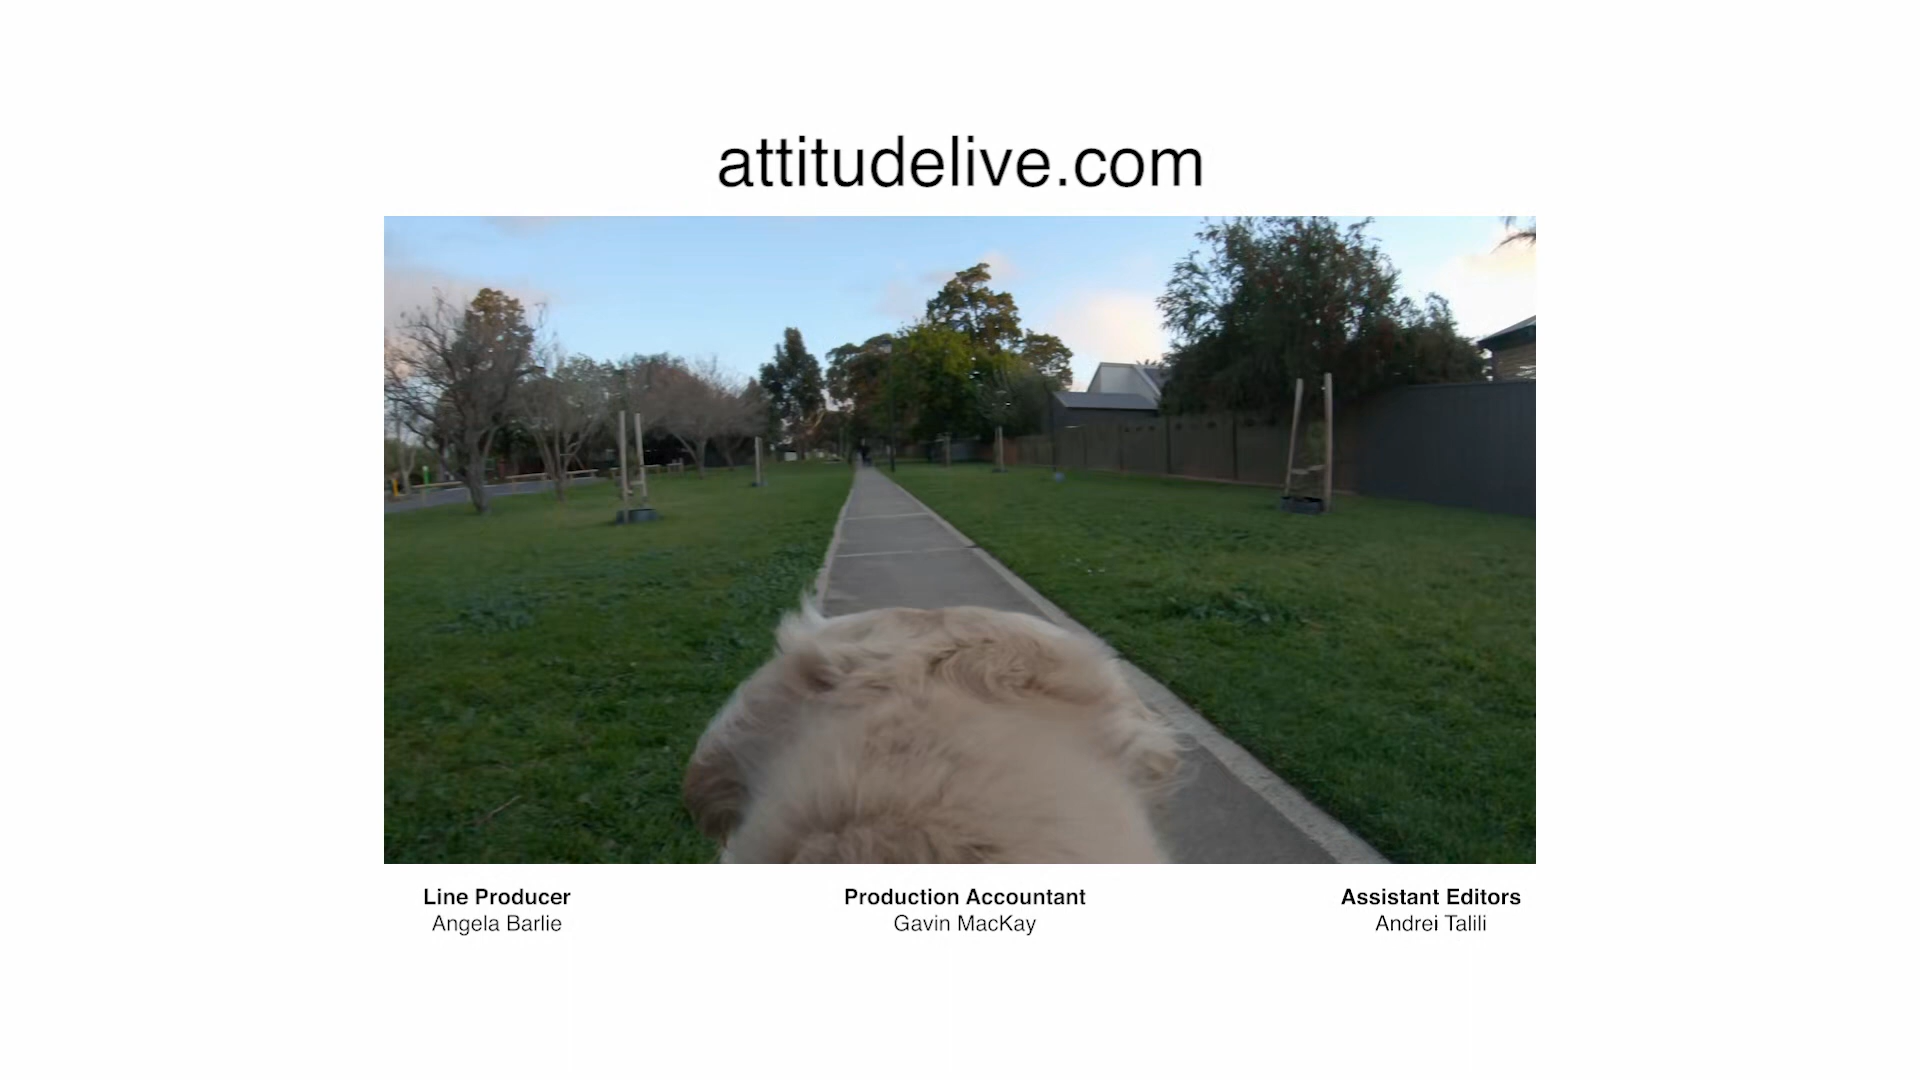 attitudelive.com
Line Producer
Angela Barlie
Production Accountant
Gavin MacKay
Assistant Editors
Andrei Talili